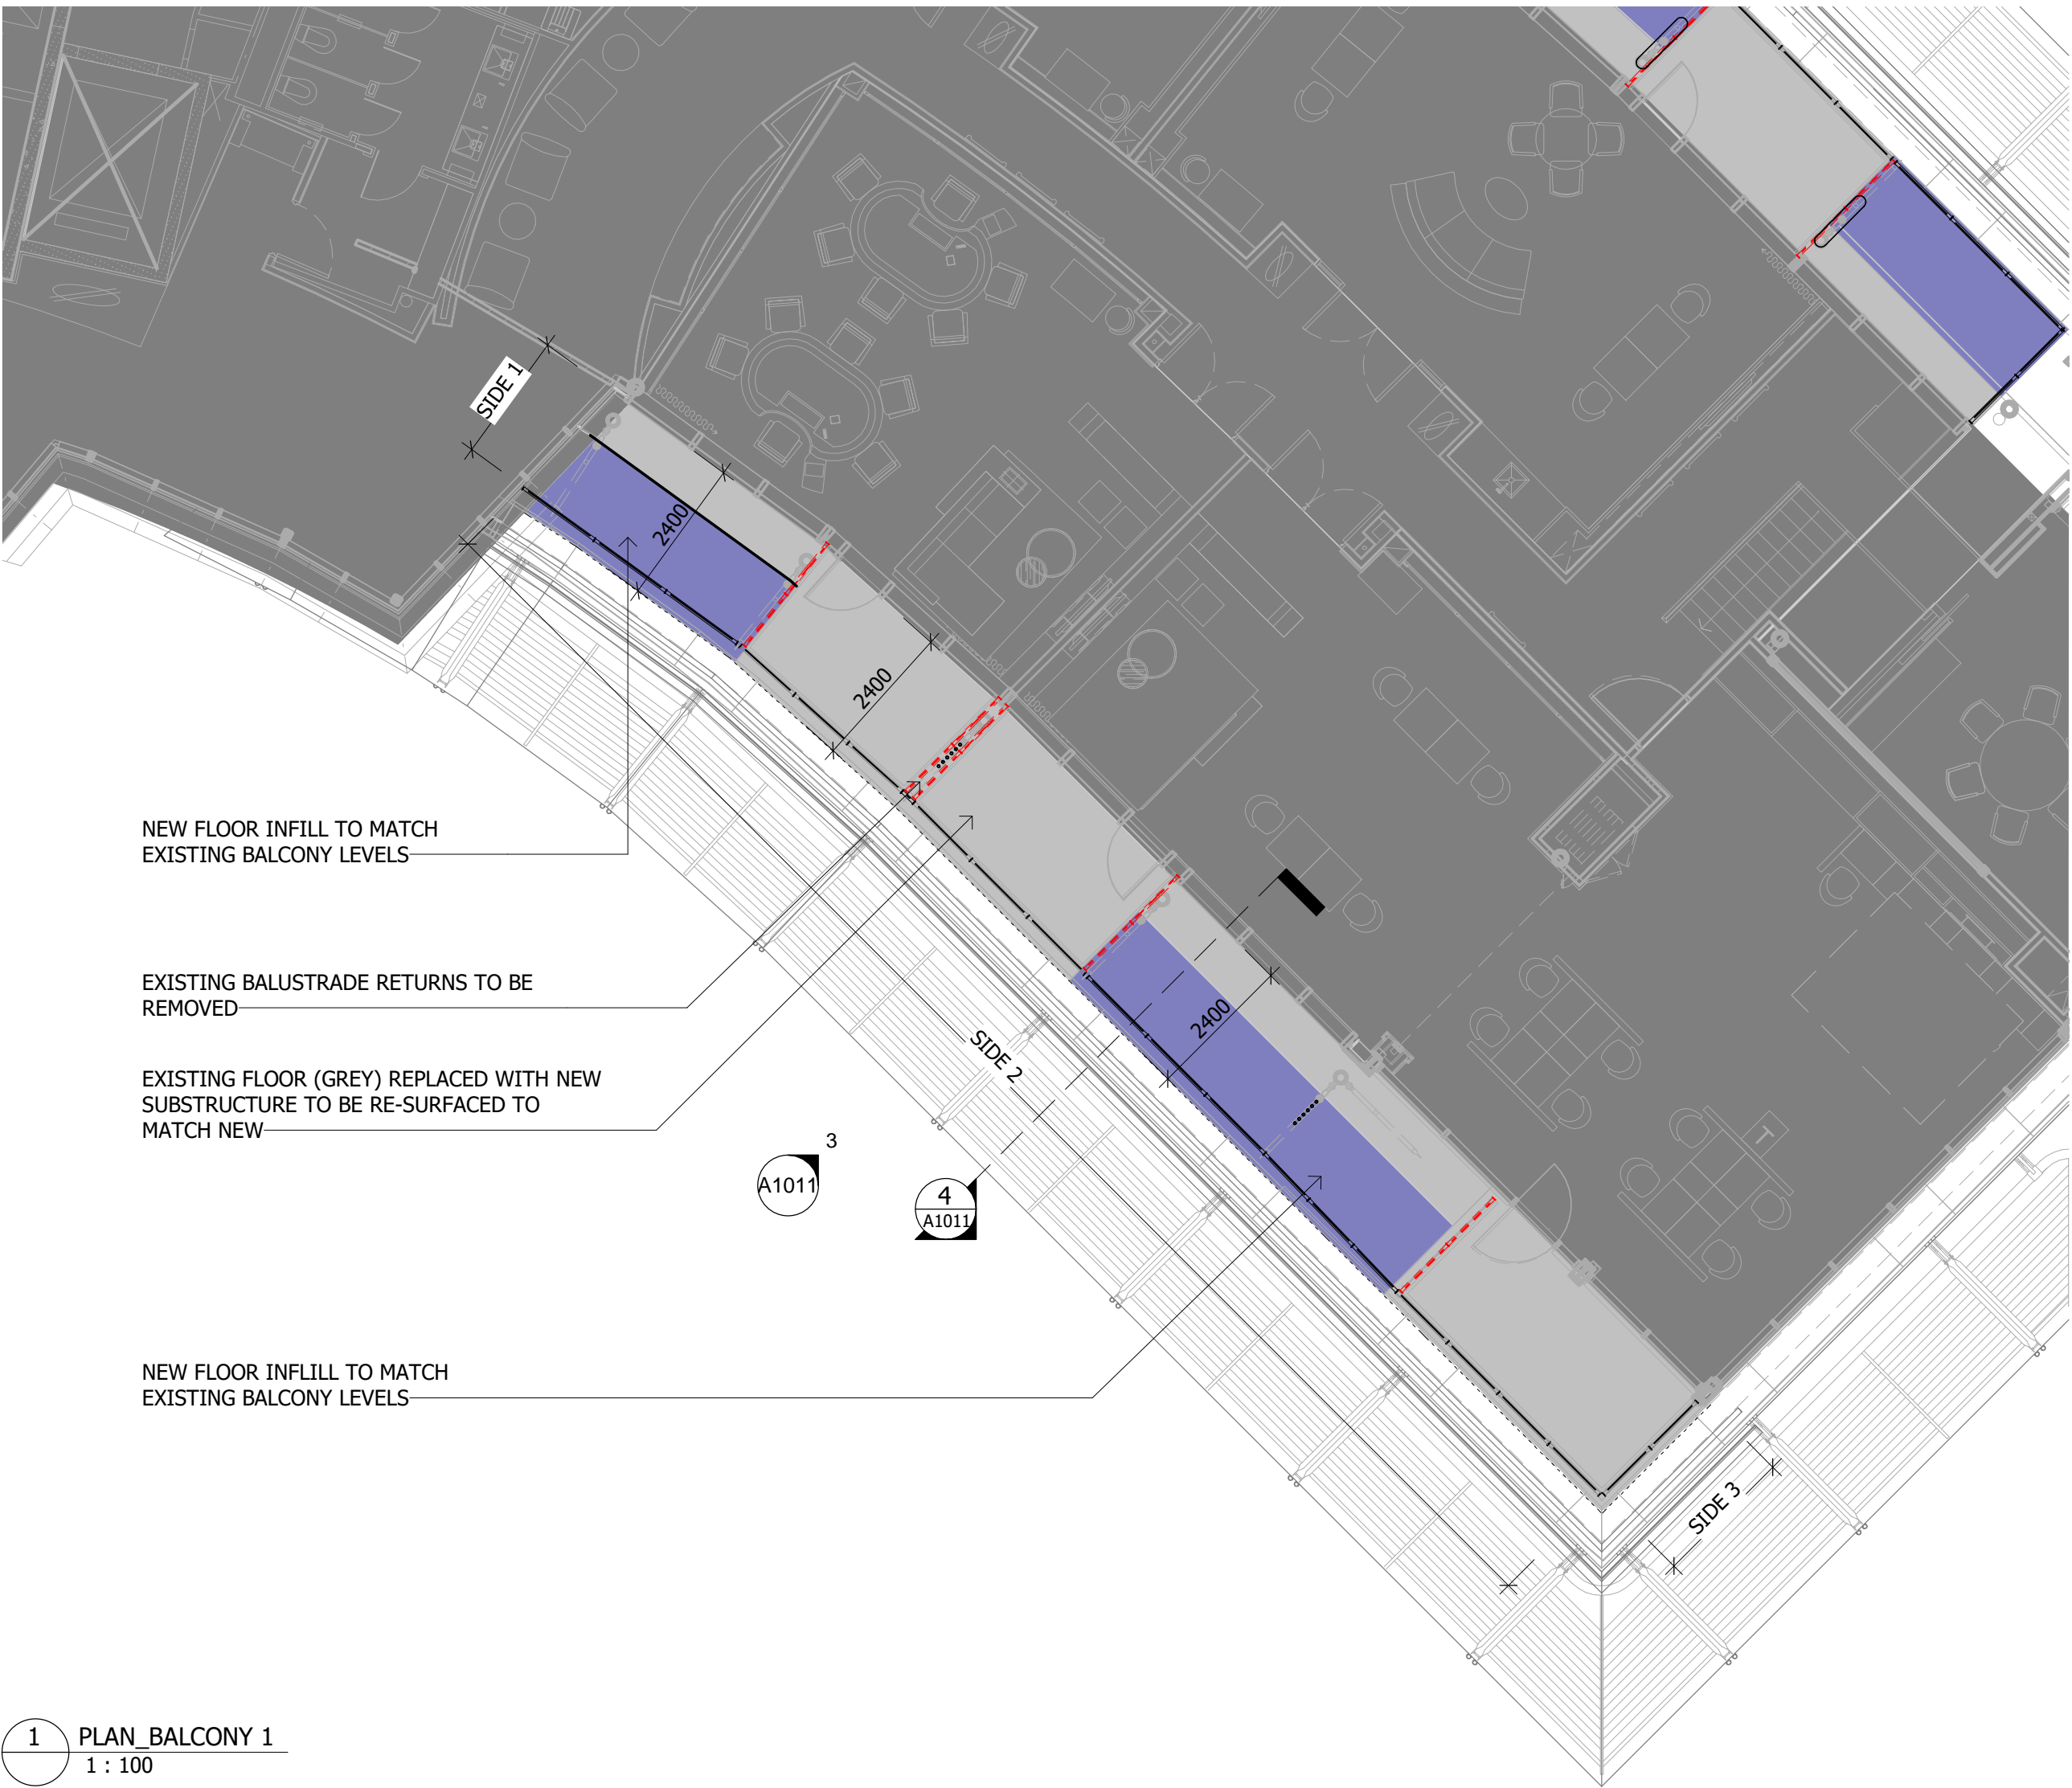 SIDE 1
2400
2400
NEW FLOOR INFILL TO MATCH
EXISTING BALCONY LEVELS
EXISTING BALUSTRADE RETURNS TO BE
REMOVED
2400
SIDE 2
EXISTING FLOOR (GREY) REPLACED WITH NEW
SUBSTRUCTURE TO BE RE-SURFACED TO
MATCH NEW
3
A1011
4
A1011
NEW FLOOR INFLILL TO MATCH
EXISTING BALCONY LEVELS
SIDE 3
1
PLAN_BALCONY 1
1 : 100